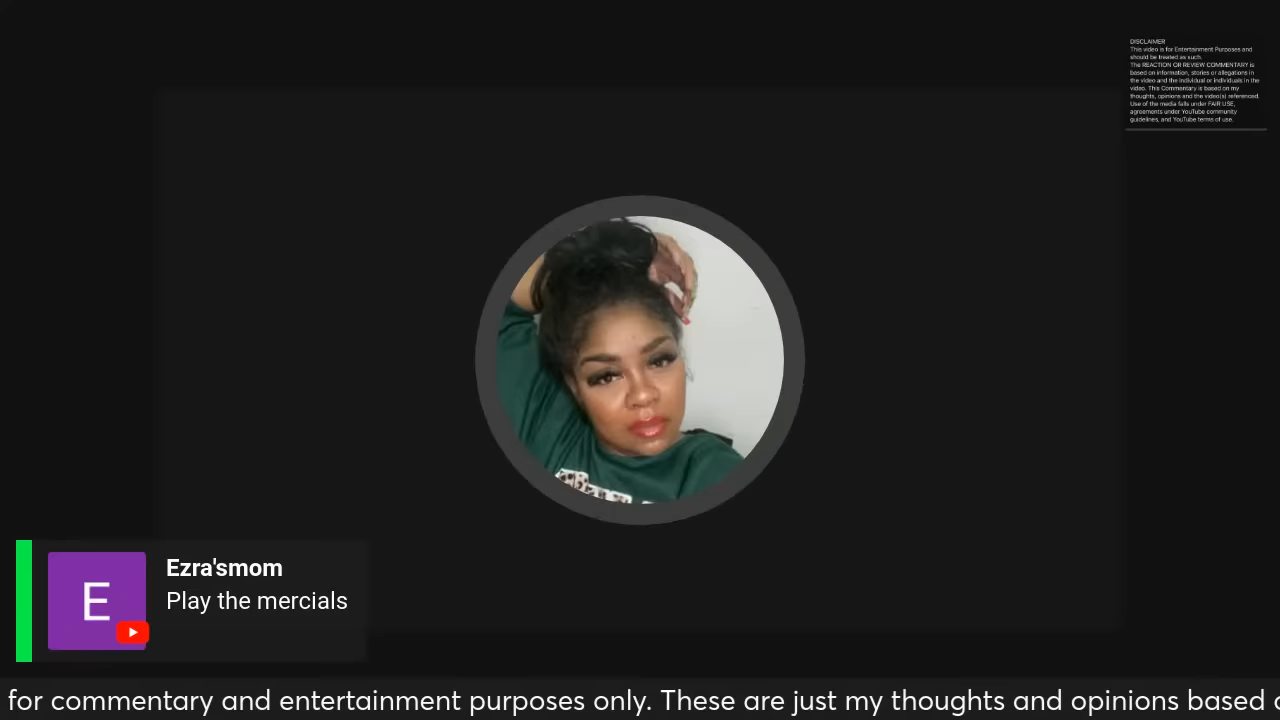 DISCLAIMER
This video is for Entertainment Purposes and
should be treated as such.
The REACTION OR REVIEW COMMENTARY is
based on information, stories or allegations in
the video and the individual or individuals in the
video. This Commentary is based on my
thoughts, opinions and the video(s) referenced.
Use of the media falls under FAIR USE,
agreements under YouTube community
guidelines, and YouTube terms of use.
E
Ezra'smom
Play the mercials
for commentary and entertainment purposes only. These are just my thoughts and opinions based